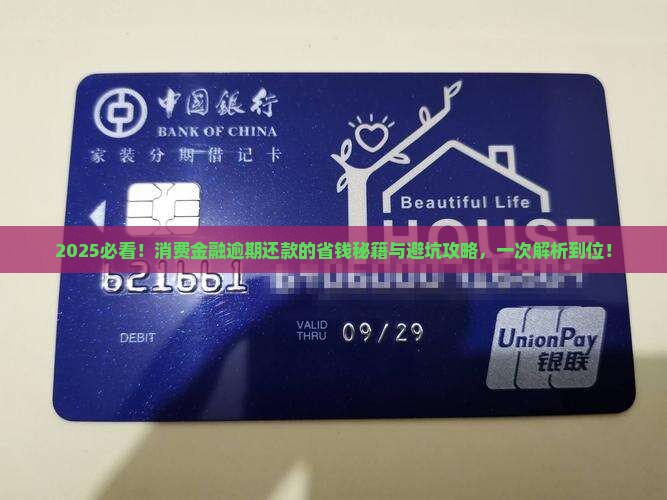 中国银行
BANK OF CHINA
家装分期借记卡
Beautiful Life
HOUSE
2025必看！消费金融逾期还款的省钱秘籍与避坑攻略，一次解析到位！
621661
DEBIT
VALID
THRU
09/29
UnionPay
银联